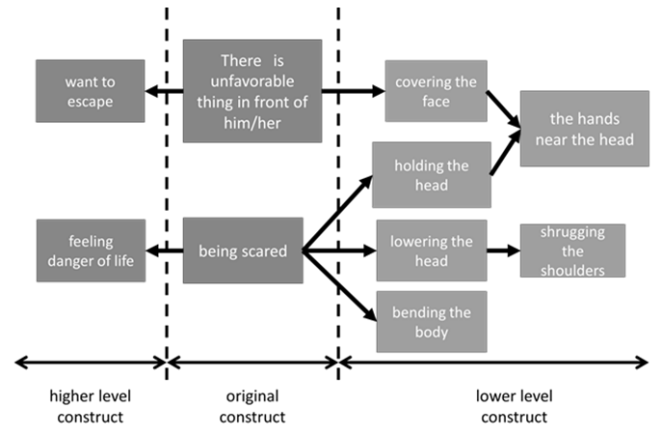 want to
escape
There is
unfavorable
thing in front of
him/her
covering the
face
the hands
near the head
holding the
head
feeling
danger of life
being scared
lowering the
head
shrugging
the
shoulders
bending the
body
higher level
construct
original
construct
lower level
construct